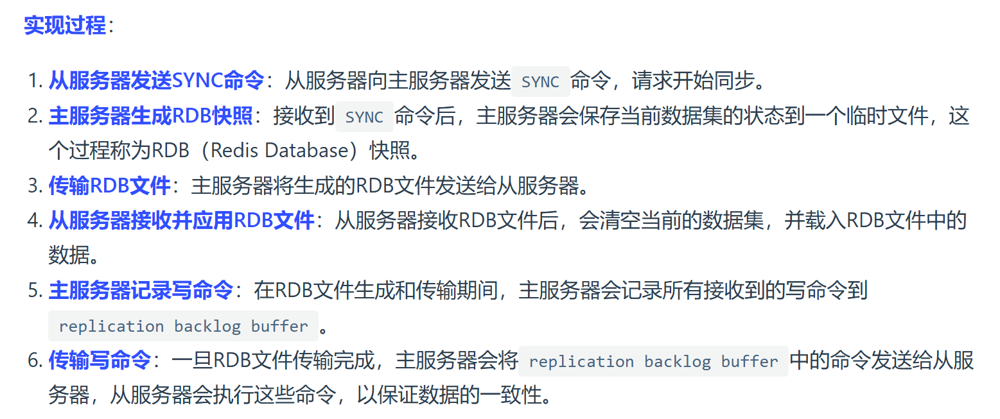 实现过程：
1. 从服务器发送SYNC命令：从服务器向主服务器发送 SYNC 命令，请求开始同步。
2. 主服务器生成RDB快照：接收到 SYNC 命令后，主服务器会保存当前数据集的状态到一个临时文件，这
个过程称为RDB（Redis Database）快照。
3. 传输RDB文件：主服务器将生成的RDB文件发送给从服务器。
4. 从服务器接收并应用RDB文件：从服务器接收RDB文件后，会清空当前的数据集，并载入RDB文件中的
数据。
5. 主服务器记录写命令：在RDB文件生成和传输期间，主服务器会记录所有接收到的写命令到
replication backlog buffer 。
6. 传输写命令：一旦RDB文件传输完成，主服务器会将 replication backlog buffer 中的命令发送给从服
务器，从服务器会执行这些命令，以保证数据的一致性。